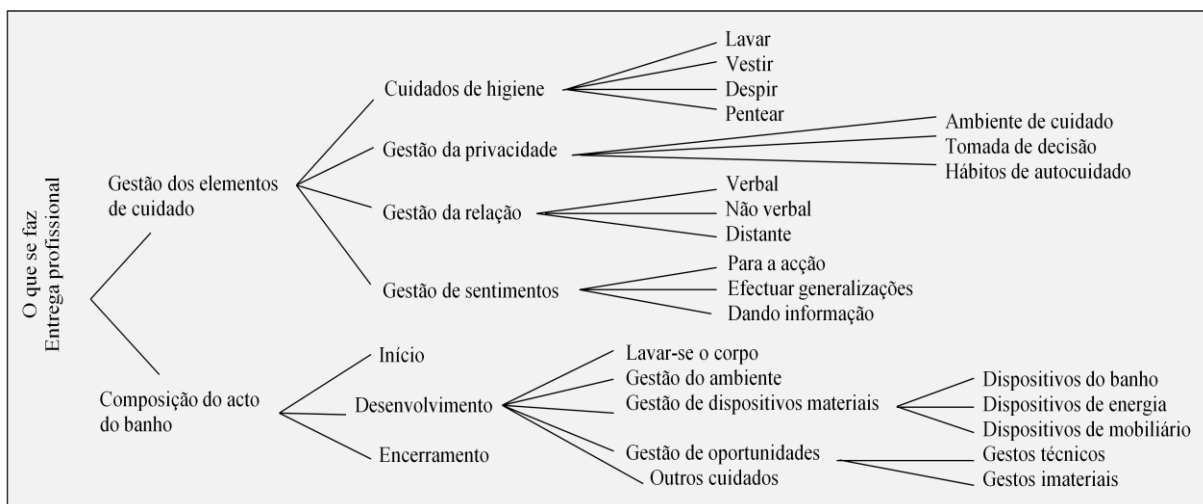 O que se faz
Entrega profissional
Gestão dos elementos
de cuidado
Cuidados de higiene
Lavar
Vestir
Despir
Pentear
Gestão da privacidade
Ambiente de cuidado
Tomada de decisão
Hábitos de autocuidado
Gestão da relação
Verbal
Não verbal
Distante
Gestão de sentimentos
Para a acção
Efectuar generalizações
Dando informação
Composição do acto
do banho
Início
Desenvolvimento
Lavar-se o corpo
Gestão do ambiente
Gestão de dispositivos materiais
Dispositivos do banho
Dispositivos de energia
Dispositivos de mobiliário
Gestão de oportunidades
Gestos técnicos
Gestos imateriais
Outros cuidados
Encerramento